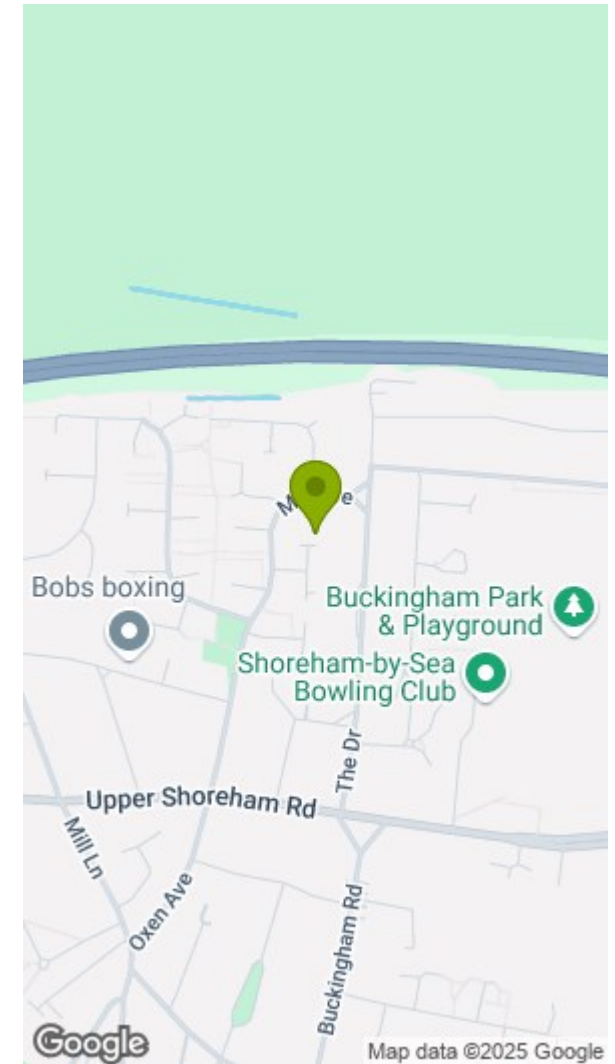 Bobs boxing
Buckingham Park
& Playground
Shoreham-by-Sea
Bowling Club
The Dr
Upper Shoreham Rd
Mill Ln
Oxen Ave
Buckingham Rd
Google
Map data ©2025 Google